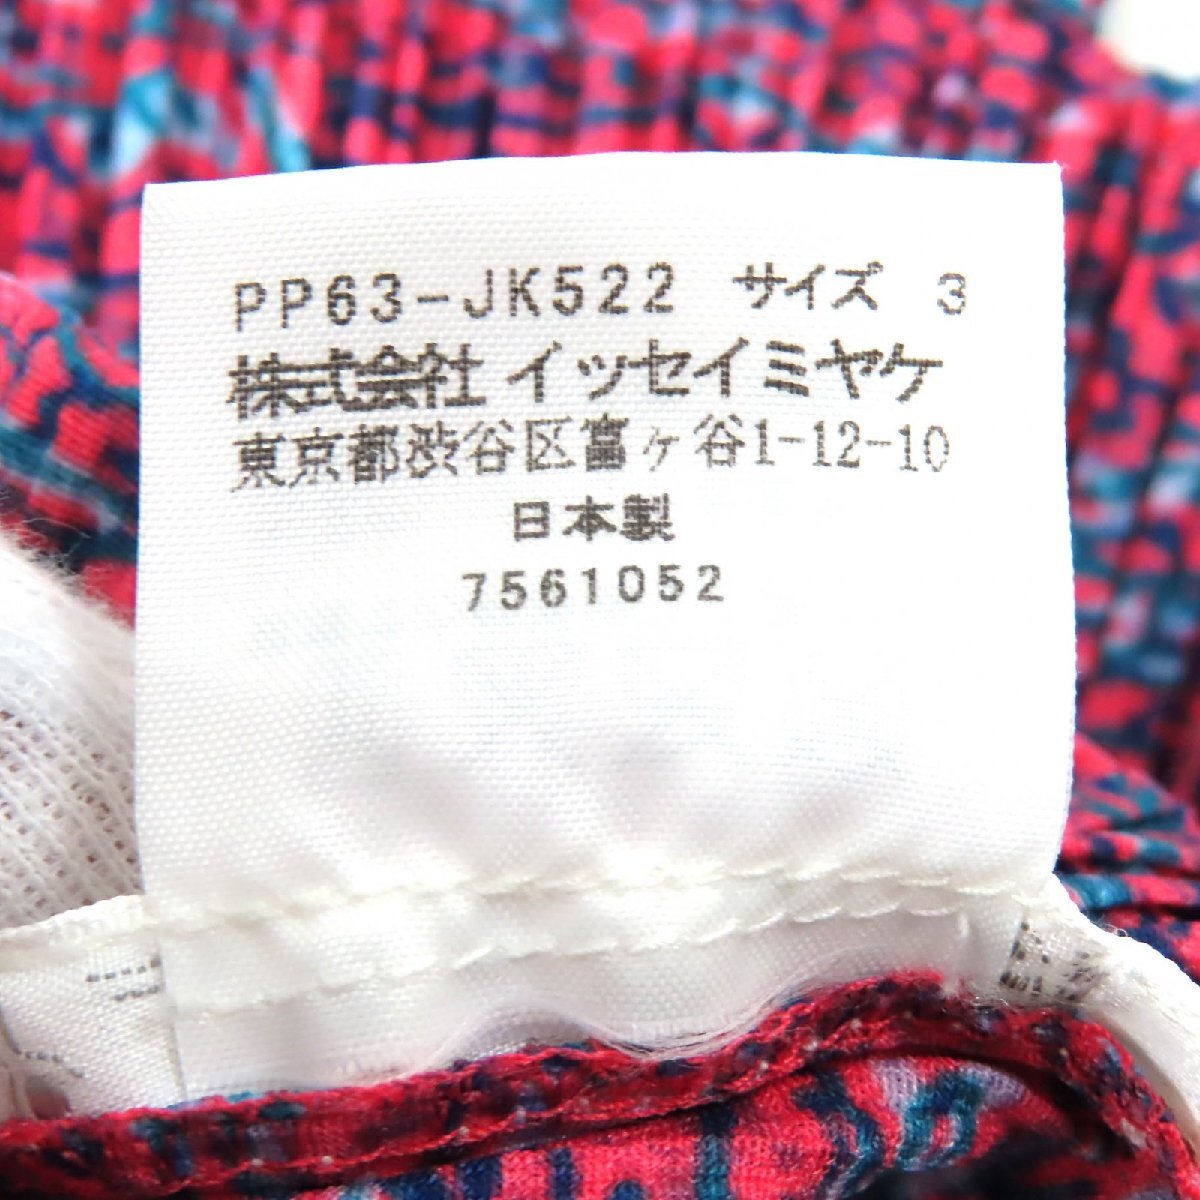 PP63-JK522 サイズ 3
株式会社イッセイミヤケ
東京都渋谷区富ヶ谷1-12-10
日本製
7561052